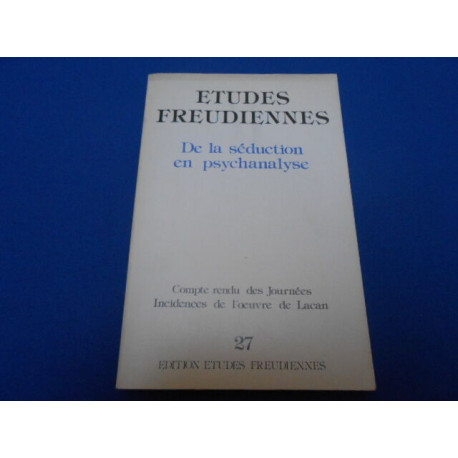 ETUDES
FREUDIENNES
De la séduction
en psychanalyse
Compte rendu des Journées
Incidences de l'oeuvre de Lacan
27
EDITION ETUDES FREUDIENNES